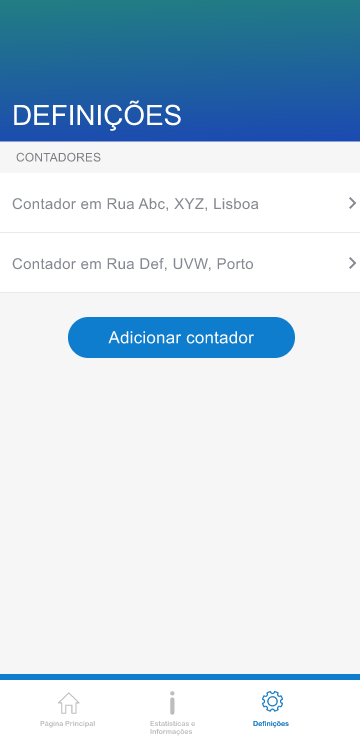 DEFINIÇÕES
CONTADORES
Contador em Rua Abc, XYZ, Lisboa
Contador em Rua Def, UVW, Porto
Adicionar contador
Página Principal
Estatísticas e
Informações
Definições